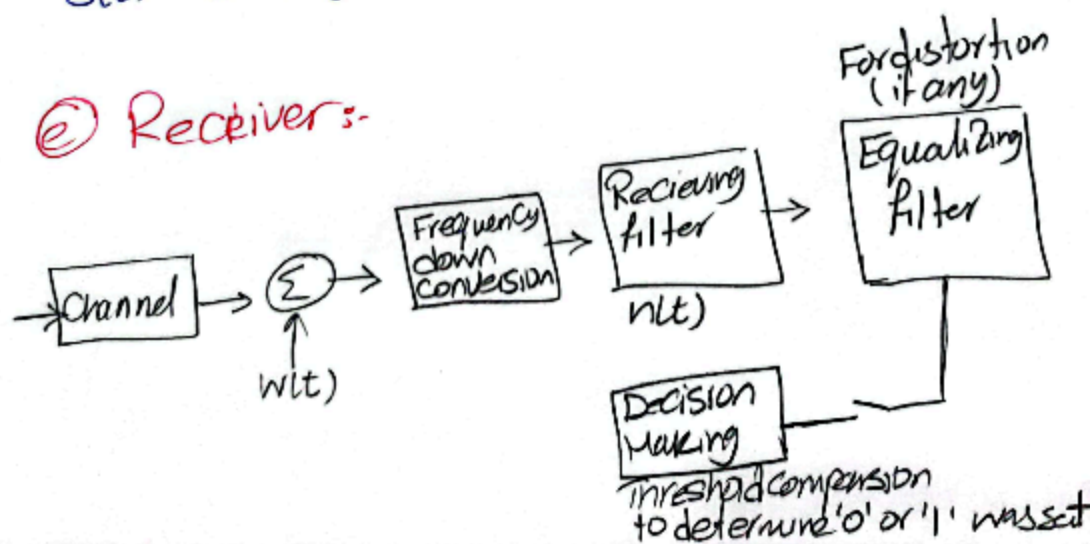 ⓔ Receiver:-
For distortion
(if any)
Channel
Σ
w(t)
Frequency
down
conversion
Recieving
filter
n(t)
Equalizing
filter
Decision
Making
Threshold comparsion
to determine '0' or '1' was set